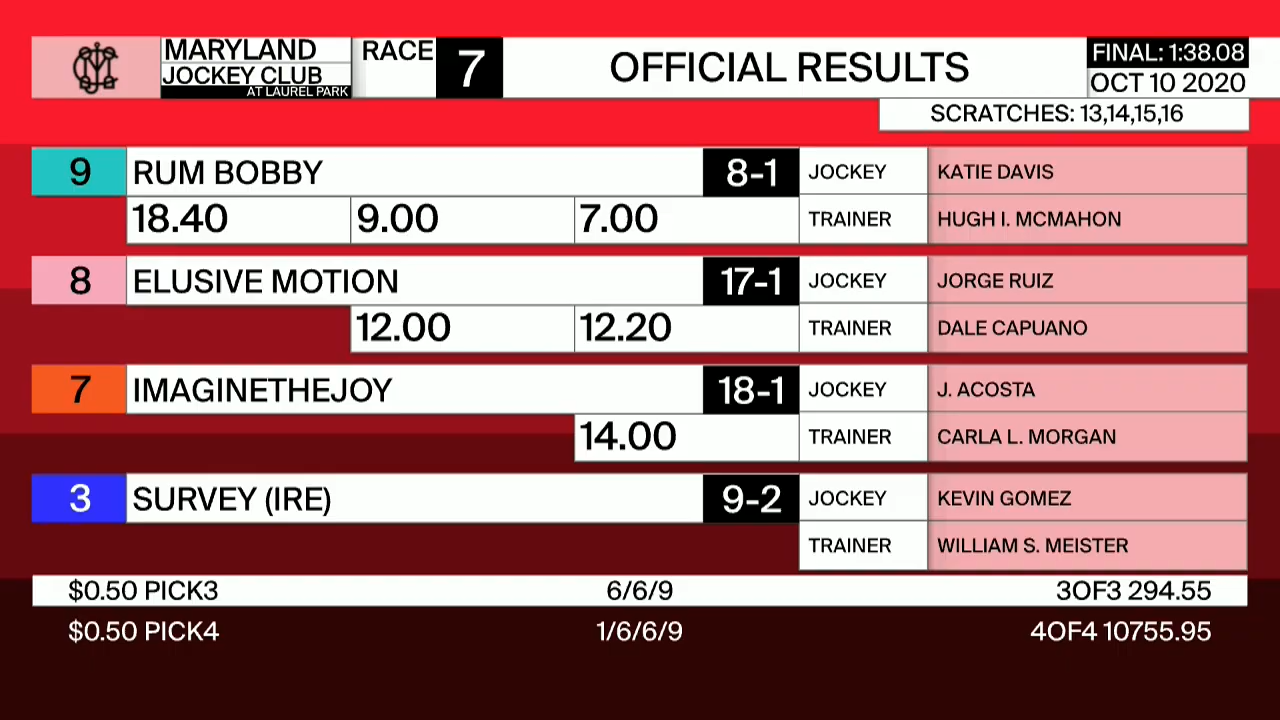 MARYLAND
JOCKEY CLUB
AT LAUREL PARK
RACE 7
OFFICIAL RESULTS
FINAL: 1:38.08
OCT 10 2020
SCRATCHES: 13,14,15,16
9 RUM BOBBY 8-1 JOCKEY KATIE DAVIS
18.40 9.00 7.00 TRAINER HUGH I. MCMAHON
8 ELUSIVE MOTION 17-1 JOCKEY JORGE RUIZ
12.00 12.20 TRAINER DALE CAPUANO
7 IMAGINETHEJOY 18-1 JOCKEY J. ACOSTA
14.00 TRAINER CARLA L. MORGAN
3 SURVEY (IRE) 9-2 JOCKEY KEVIN GOMEZ
TRAINER WILLIAM S. MEISTER
$0.50 PICK3 6/6/9 3OF3 294.55
$0.50 PICK4 1/6/6/9 4OF4 10755.95